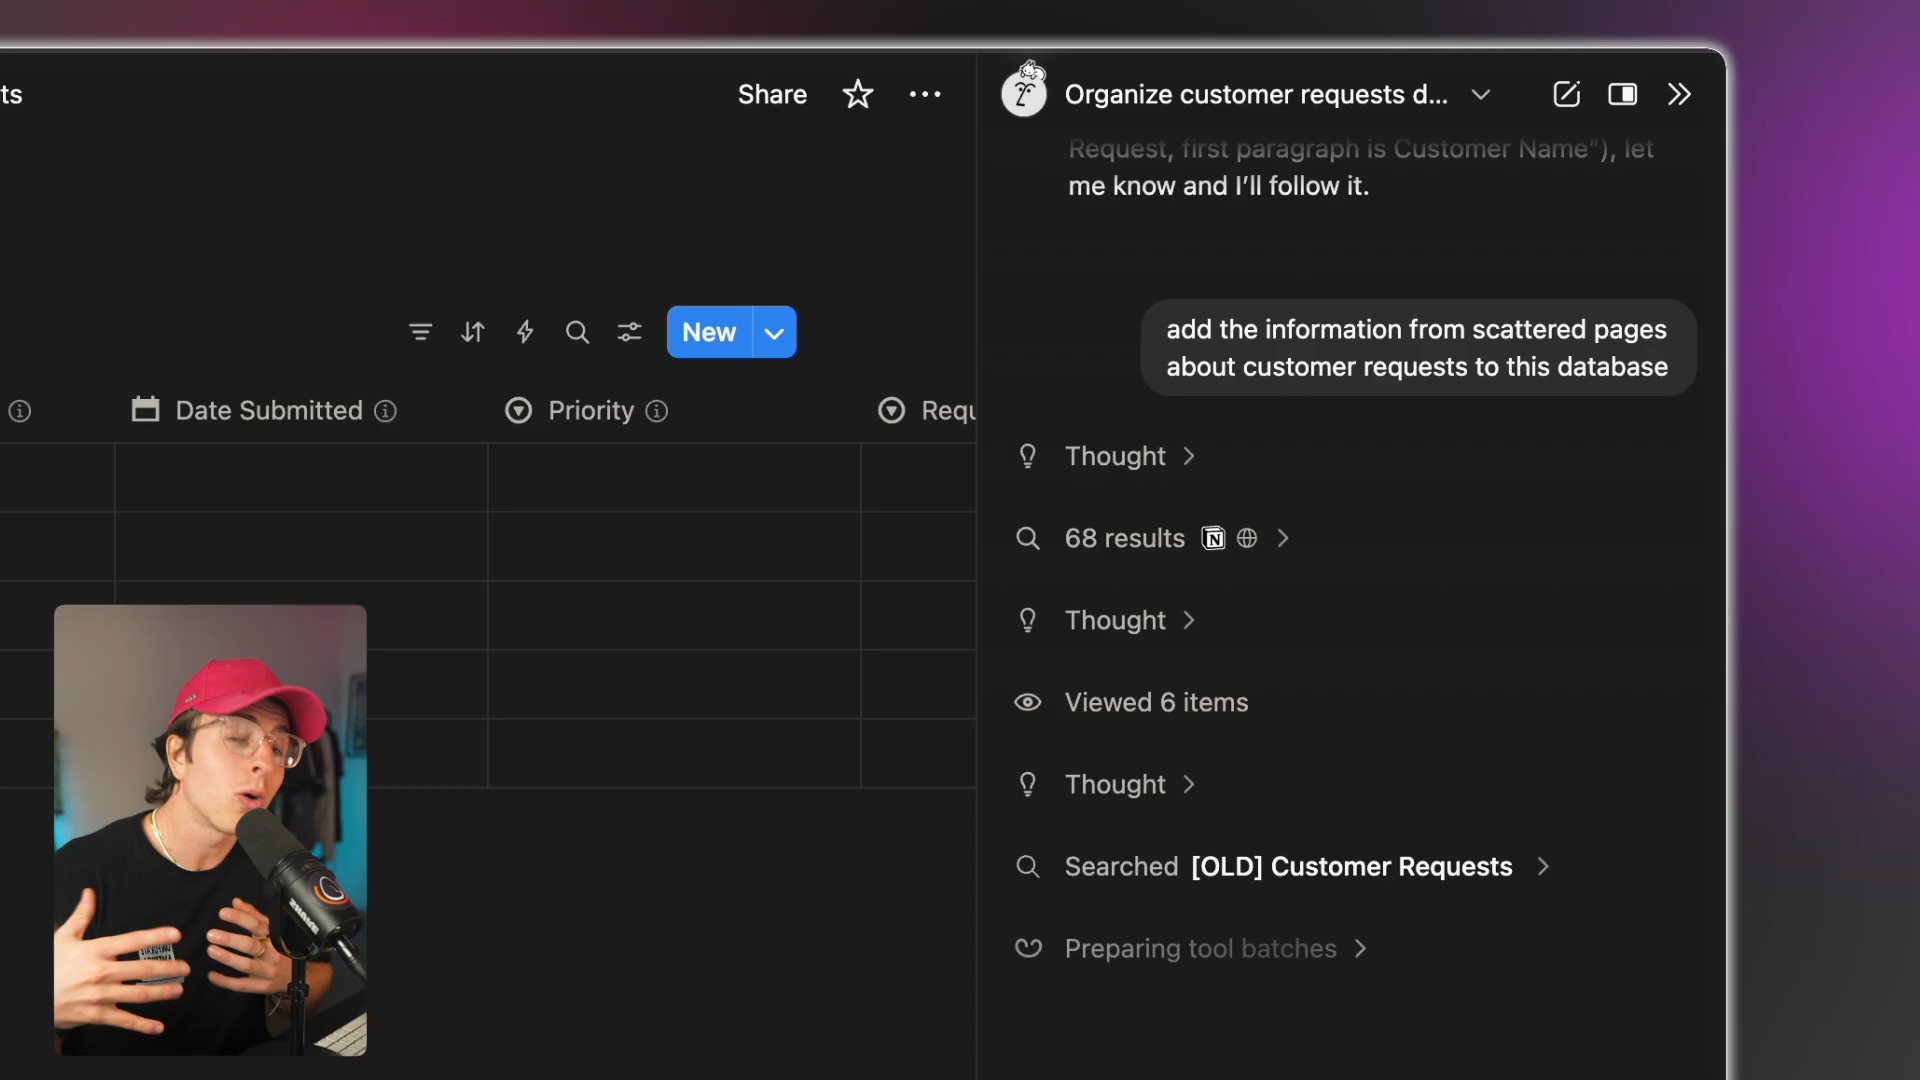 ts
Share
Organize customer requests d...
Request, first paragraph is Customer Name"), let
me know and I'll follow it.
add the information from scattered pages
about customer requests to this database
New
Date Submitted
Priority
Requ
Thought
68 results
Thought
Viewed 6 items
Thought
Searched [OLD] Customer Requests
Preparing tool batches
SHURE